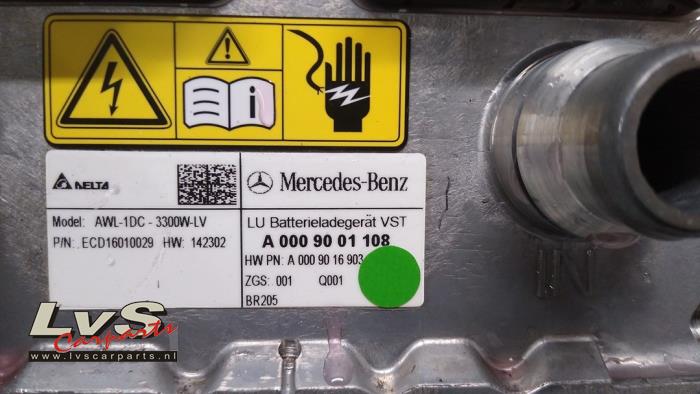 DELTA
Model: AWL-1DC - 3300W-LV
P/N: ECD16010029 HW: 142302
Mercedes-Benz
LU Batterieladegerät VST
A 000 90 01 108
HW PN: A 000 90 16 903
ZGS: 001 Q001
BR205
IN
LvS
Carparts
www.lvscarparts.nl